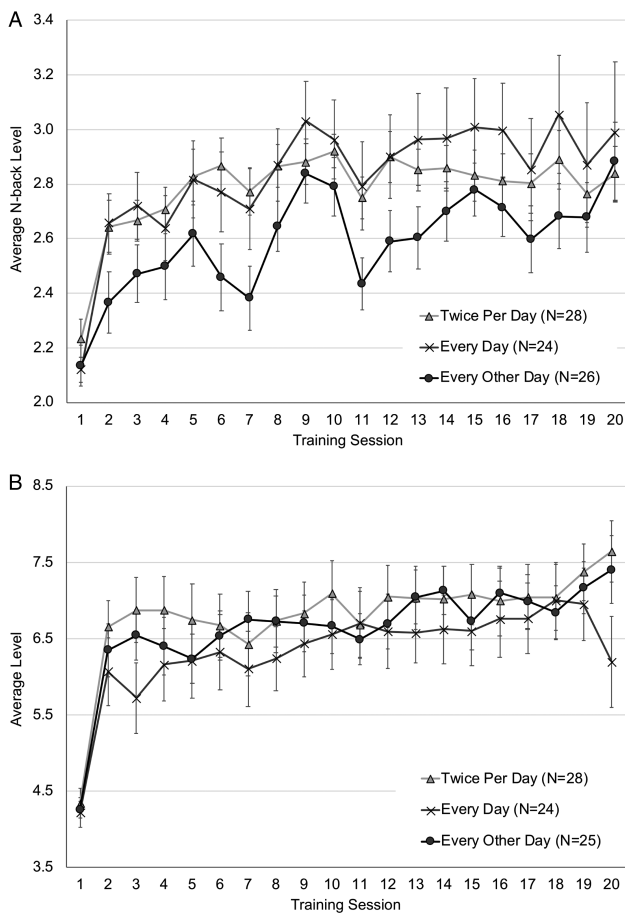 A
3.4
3.2
3.0
2.8
2.6
2.4
2.2
2.0
Average N-back Level
Twice Per Day (N=28)
Every Day (N=24)
Every Other Day (N=26)
1 2 3 4 5 6 7 8 9 10 11 12 13 14 15 16 17 18 19 20
Training Session
B
8.5
7.5
6.5
5.5
4.5
3.5
Average Level
Twice Per Day (N=28)
Every Day (N=24)
Every Other Day (N=25)
1 2 3 4 5 6 7 8 9 10 11 12 13 14 15 16 17 18 19 20
Training Session